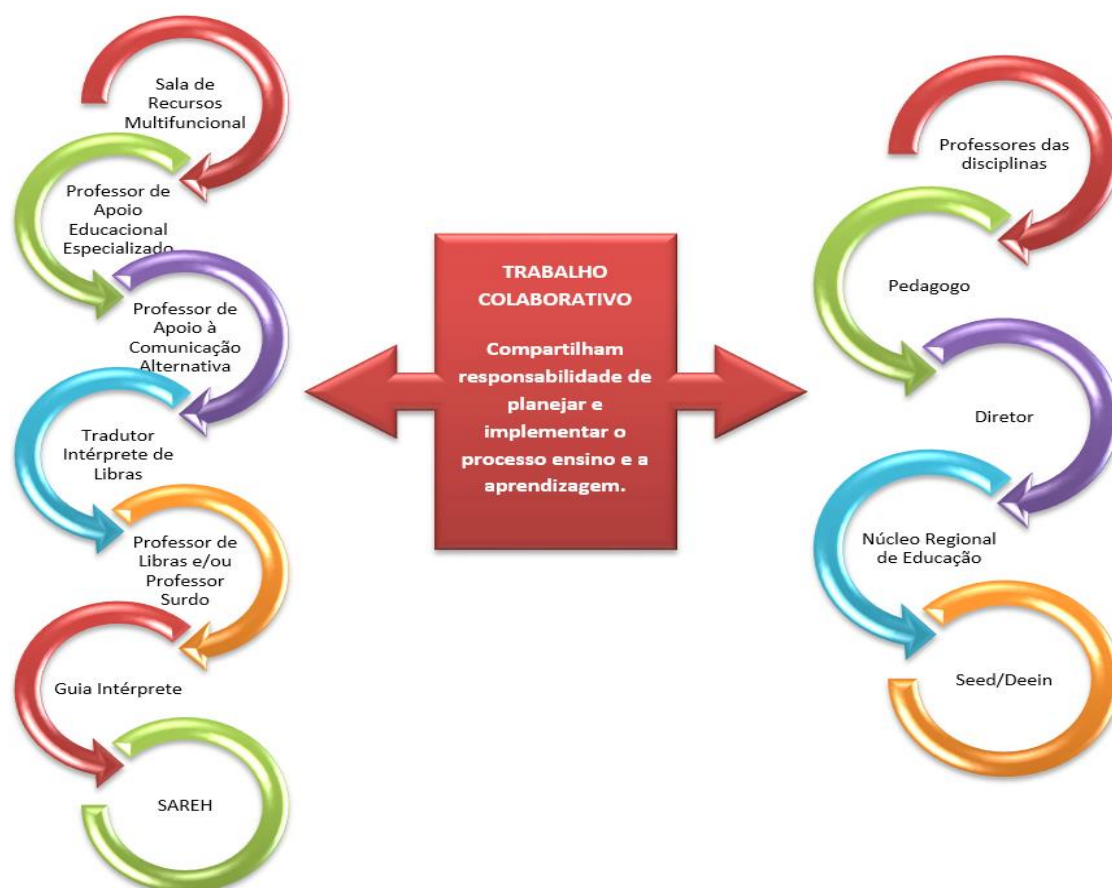 Sala de
Recursos
Multifuncional
Professor de
Apoio
Educacional
Especializado
Professor de
Apoio à
Comunicação
Alternativa
Tradutor
Intérprete de
Libras
Professor de
Libras e/ou
Professor
Surdo
Guia Intérprete
SAREH
TRABALHO
COLABORATIVO
Compartilham
responsabilidade de
planejar e
implementar o
processo ensino e a
aprendizagem.
Professores das
disciplinas
Pedagogo
Diretor
Núcleo Regional
de Educação
Seed/Deein